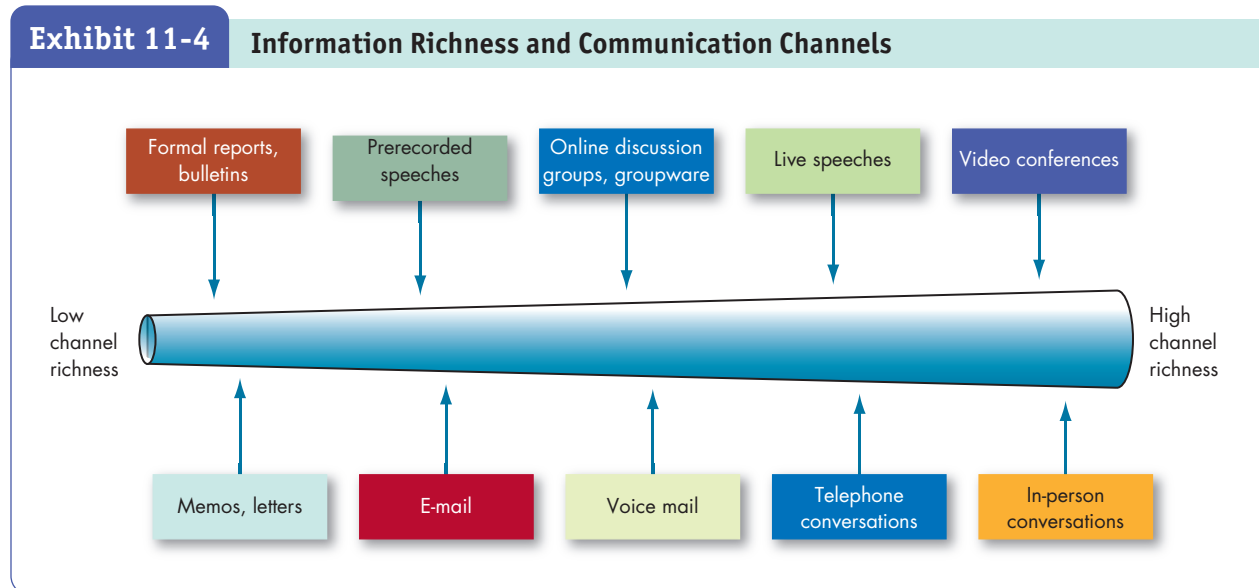 Exhibit 11-4
Information Richness and Communication Channels
Formal reports,
bulletins
Prerecorded
speeches
Online discussion
groups, groupware
Live speeches
Video conferences
Low
channel
richness
High
channel
richness
Memos, letters
E-mail
Voice mail
Telephone
conversations
In-person
conversations